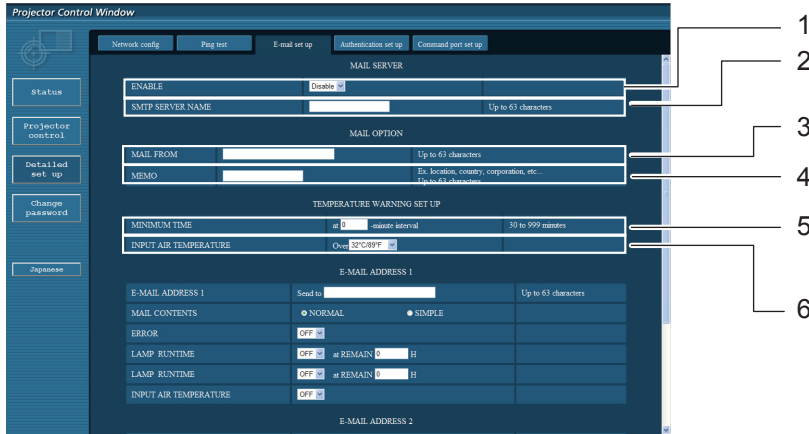 Projector Control Window
Network config Ping test E-mail set up Authentication set up Command port set up
MAIL SERVER
ENABLE Disable
SMTP SERVER NAME Up to 63 characters
MAIL OPTION
MAIL FROM Up to 63 characters
MEMO Ex. location, country, corporation, etc...
Up to 63 characters
TEMPERATURE WARNING SET UP
MINIMUM TIME at 0 -minute interval 30 to 999 minutes
INPUT AIR TEMPERATURE Over 32°C/89°F
E-MAIL ADDRESS 1
E-MAIL ADDRESS 1 Send to Up to 63 characters
MAIL CONTENTS NORMAL SIMPLE
ERROR OFF
LAMP RUNTIME OFF at REMAIN 0 H
LAMP RUNTIME OFF at REMAIN 0 H
INPUT AIR TEMPERATURE OFF
E-MAIL ADDRESS 2
Status
Projector
control
Detailed
set up
Change
password
Japanese
1
2
3
4
5
6